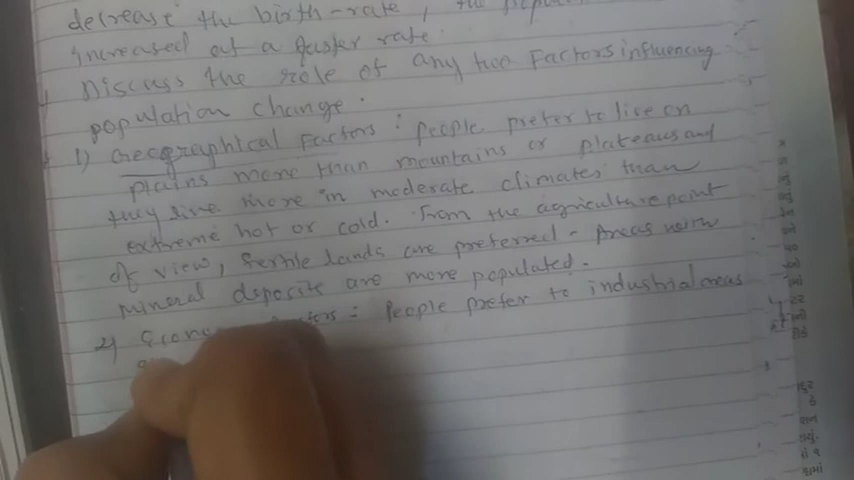 decrease the birth-rate, the
increased at a faster rate
Discuss the role of any two Factors influencing
population change.
1) Geographical Factors: People prefer to live on
plains more than mountains or plateaus and
they live more in moderate climates than
extreme hot or cold. From the agriculture point
of view, fertile lands are preferred - Areas with
mineral deposits are more populated.
2) People prefer to industrial areas